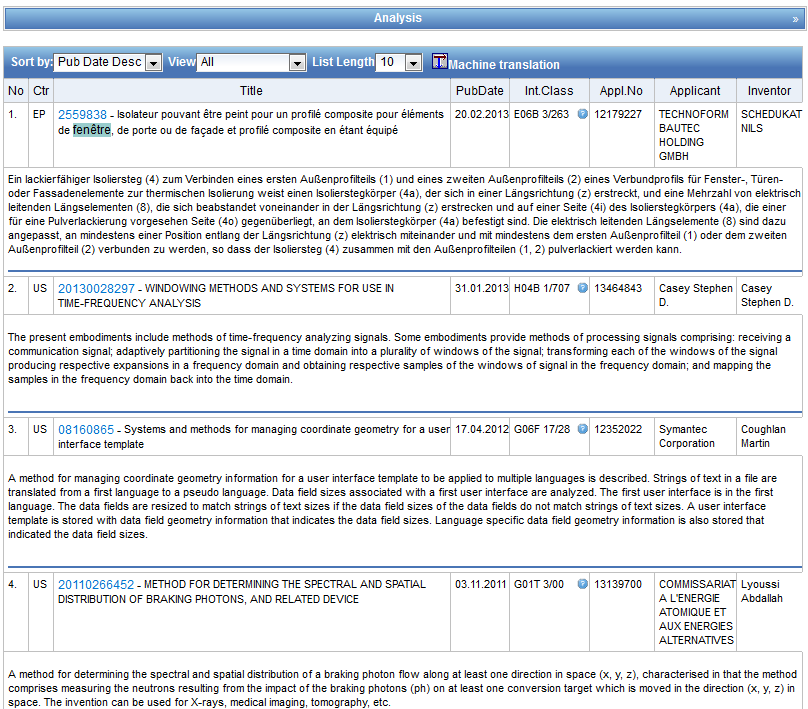 Analysis »
Sort by: Pub Date Desc View All List Length 10 Machine translation
No Ctr Title PubDate Int.Class Appl.No Applicant Inventor
1. EP 2559838 - Isolateur pouvant être peint pour un profilé composite pour éléments 20.02.2013 E06B 3/263 ? 12179227 TECHNOFORM SCHEDUKAT
de fenêtre, de porte ou de façade et profilé composite en étant équipé BAUTEC NILS
HOLDING
GMBH
Ein lackierfähiger Isoliersteg (4) zum Verbinden eines ersten Außenprofilteils (1) und eines zweiten Außenprofilteils (2) eines Verbundprofils für Fenster-, Türen-
oder Fassadenelemente zur thermischen Isolierung weist einen Isolierstegkörper (4a), der sich in einer Längsrichtung (z) erstreckt, und eine Mehrzahl von elektrisch
leitenden Längselementen (8), die sich beabstandet voneinander in der Längsrichtung (z) erstrecken und auf einer Seite (4i) des Isolierstegkörpers (4a), die einer
für eine Pulverlackierung vorgesehen Seite (4o) gegenüberliegt, an dem Isolierstegkörper (4a) befestigt sind. Die elektrisch leitenden Längselemente (8) sind dazu
angepasst, an mindestens einer Position entlang der Längsrichtung (z) elektrisch miteinander und mit mindestens dem ersten Außenprofilteil (1) oder dem zweiten
Außenprofilteil (2) verbunden zu werden, so dass der Isoliersteg (4) zusammen mit den Außenprofilteilen (1, 2) pulverlackiert werden kann.
2. US 20130028297 - WINDOWING METHODS AND SYSTEMS FOR USE IN 31.01.2013 H04B 1/707 ? 13464843 Casey Stephen Casey
TIME-FREQUENCY ANALYSIS D. Stephen D.
The present embodiments include methods of time-frequency analyzing signals. Some embodiments provide methods of processing signals comprising: receiving a
communication signal; adaptively partitioning the signal in a time domain into a plurality of windows of the signal; transforming each of the windows of the signal
producing respective expansions in a frequency domain and obtaining respective samples of the windows of signal in the frequency domain; and mapping the
samples in the frequency domain back into the time domain.
3. US 08160865 - Systems and methods for managing coordinate geometry for a user 17.04.2012 G06F 17/28 ? 12352022 Symantec Coughlan
interface template Corporation Martin
A method for managing coordinate geometry information for a user interface template to be applied to multiple languages is described. Strings of text in a file are
translated from a first language to a pseudo language. Data field sizes associated with a first user interface are analyzed. The first user interface is in the first
language. The data fields are resized to match strings of text sizes if the data field sizes of the data fields do not match strings of text sizes. A user interface
template is stored with data field geometry information that indicates the data field sizes. Language specific data field geometry information is also stored that
indicated the data field sizes.
4. US 20110266452 - METHOD FOR DETERMINING THE SPECTRAL AND SPATIAL 03.11.2011 G01T 3/00 ? 13139700 COMMISSARIAT Lyoussi
DISTRIBUTION OF BRAKING PHOTONS, AND RELATED DEVICE A L'ENERGIE Abdallah
ATOMIQUE ET
AUX ENERGIES
ALTERNATIVES
A method for determining the spectral and spatial distribution of a braking photon flow along at least one direction in space (x, y, z), characterised in that the method
comprises measuring the neutrons resulting from the impact of the braking photons (ph) on at least one conversion target which is moved in the direction (x, y, z) in
space. The invention can be used for X-rays, medical imaging, tomography, etc.